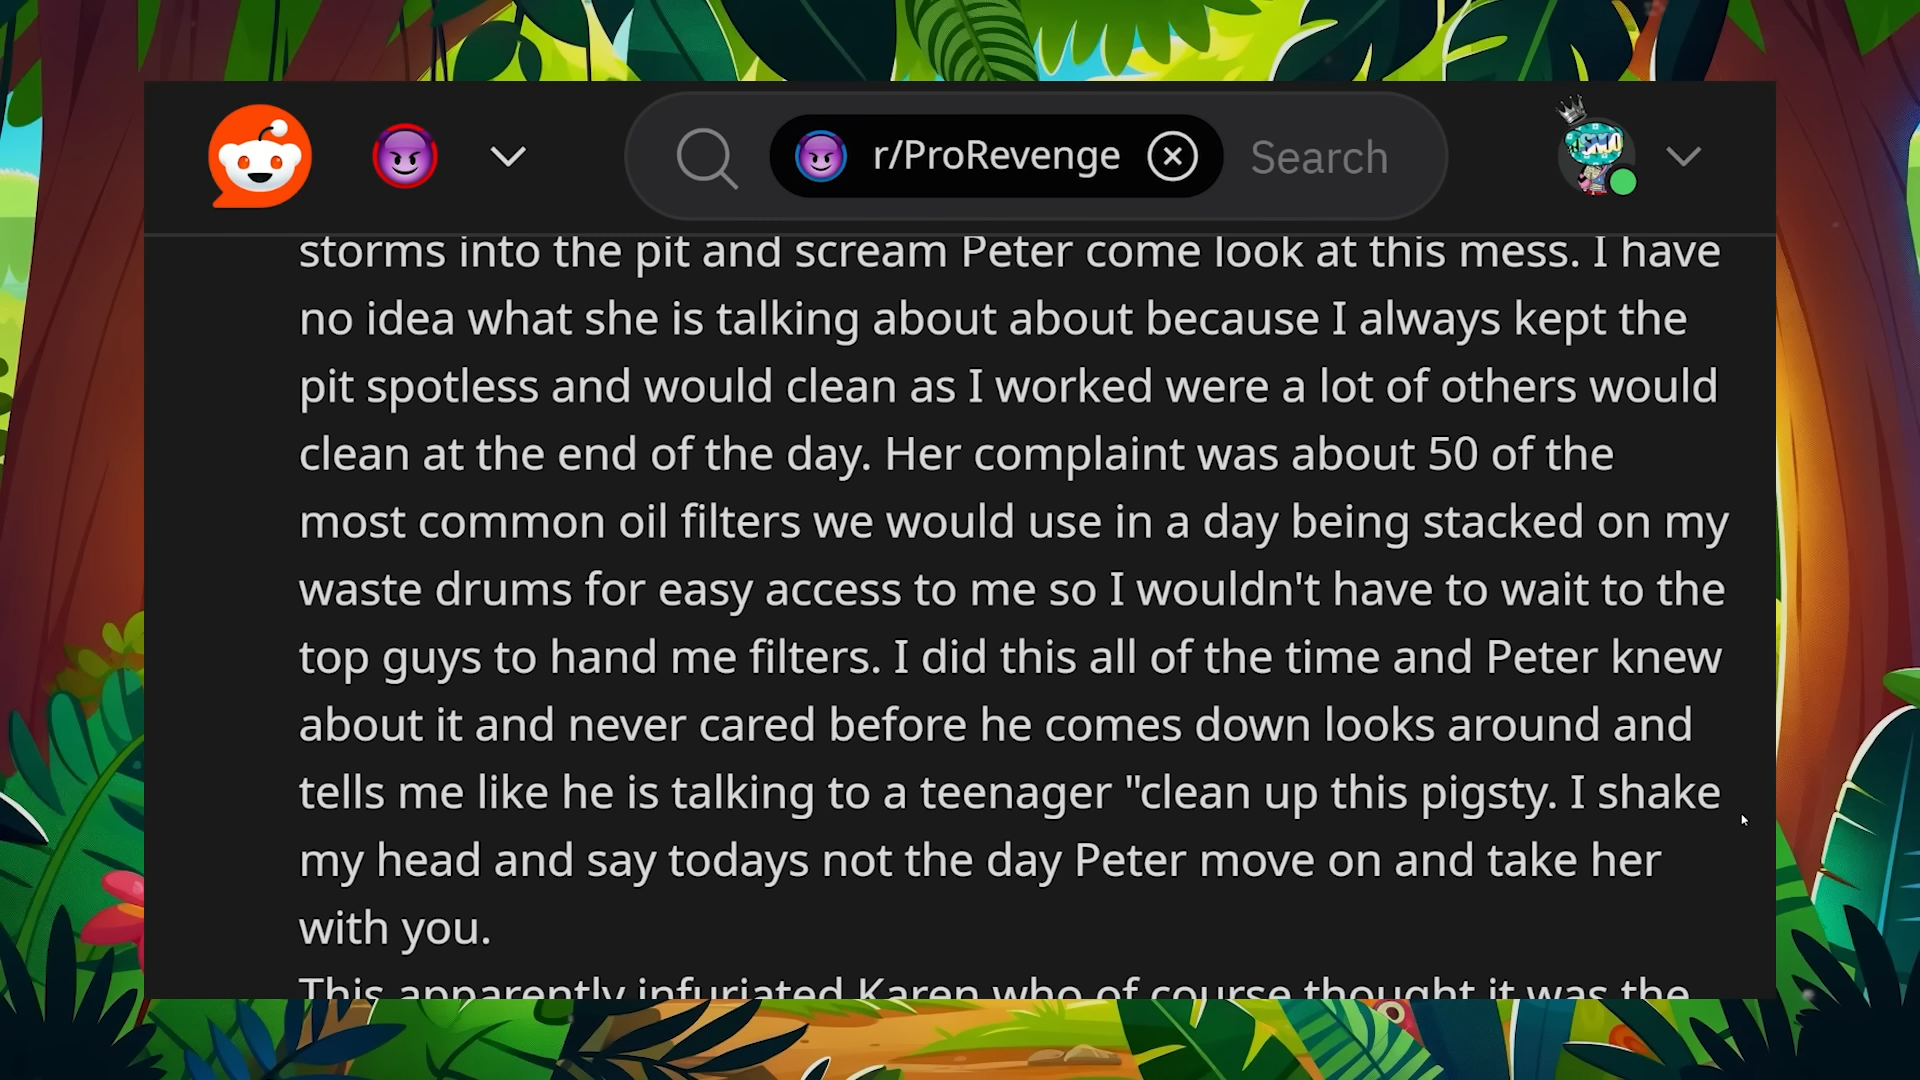 r/ProRevenge
Search
storms into the pit and scream Peter come look at this mess. I have
no idea what she is talking about about because I always kept the
pit spotless and would clean as I worked were a lot of others would
clean at the end of the day. Her complaint was about 50 of the
most common oil filters we would use in a day being stacked on my
waste drums for easy access to me so I wouldn't have to wait to the
top guys to hand me filters. I did this all of the time and Peter knew
about it and never cared before he comes down looks around and
tells me like he is talking to a teenager "clean up this pigsty. I shake
my head and say todays not the day Peter move on and take her
with you.
This apparently infuriated Karen who of course thought it was the